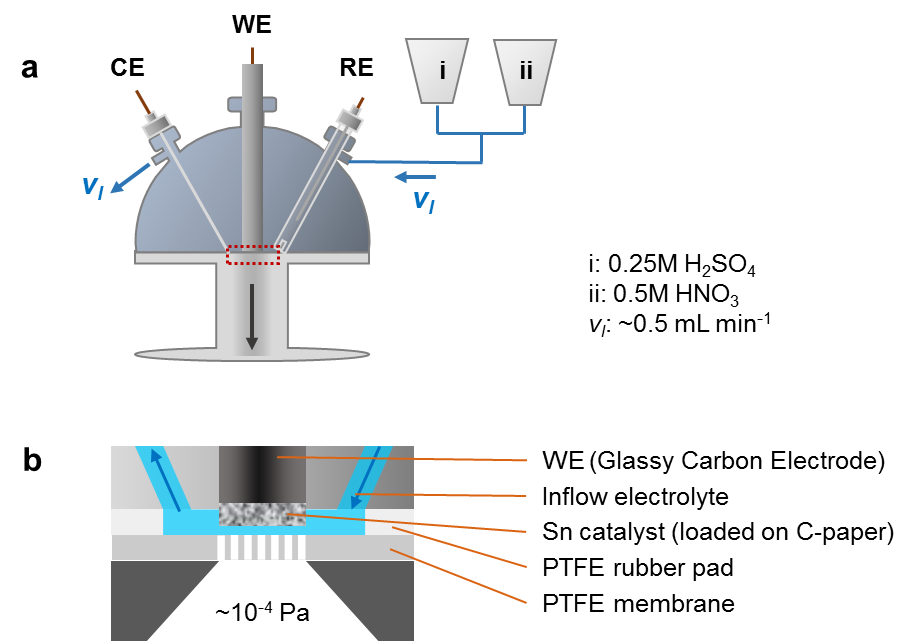 a
WE
CE
RE
i
ii
v_l
v_l
i: 0.25M H₂SO₄
ii: 0.5M HNO₃
v_l: ~0.5 mL min⁻¹
b
WE (Glassy Carbon Electrode)
Inflow electrolyte
Sn catalyst (loaded on C-paper)
PTFE rubber pad
PTFE membrane
~10⁻⁴ Pa